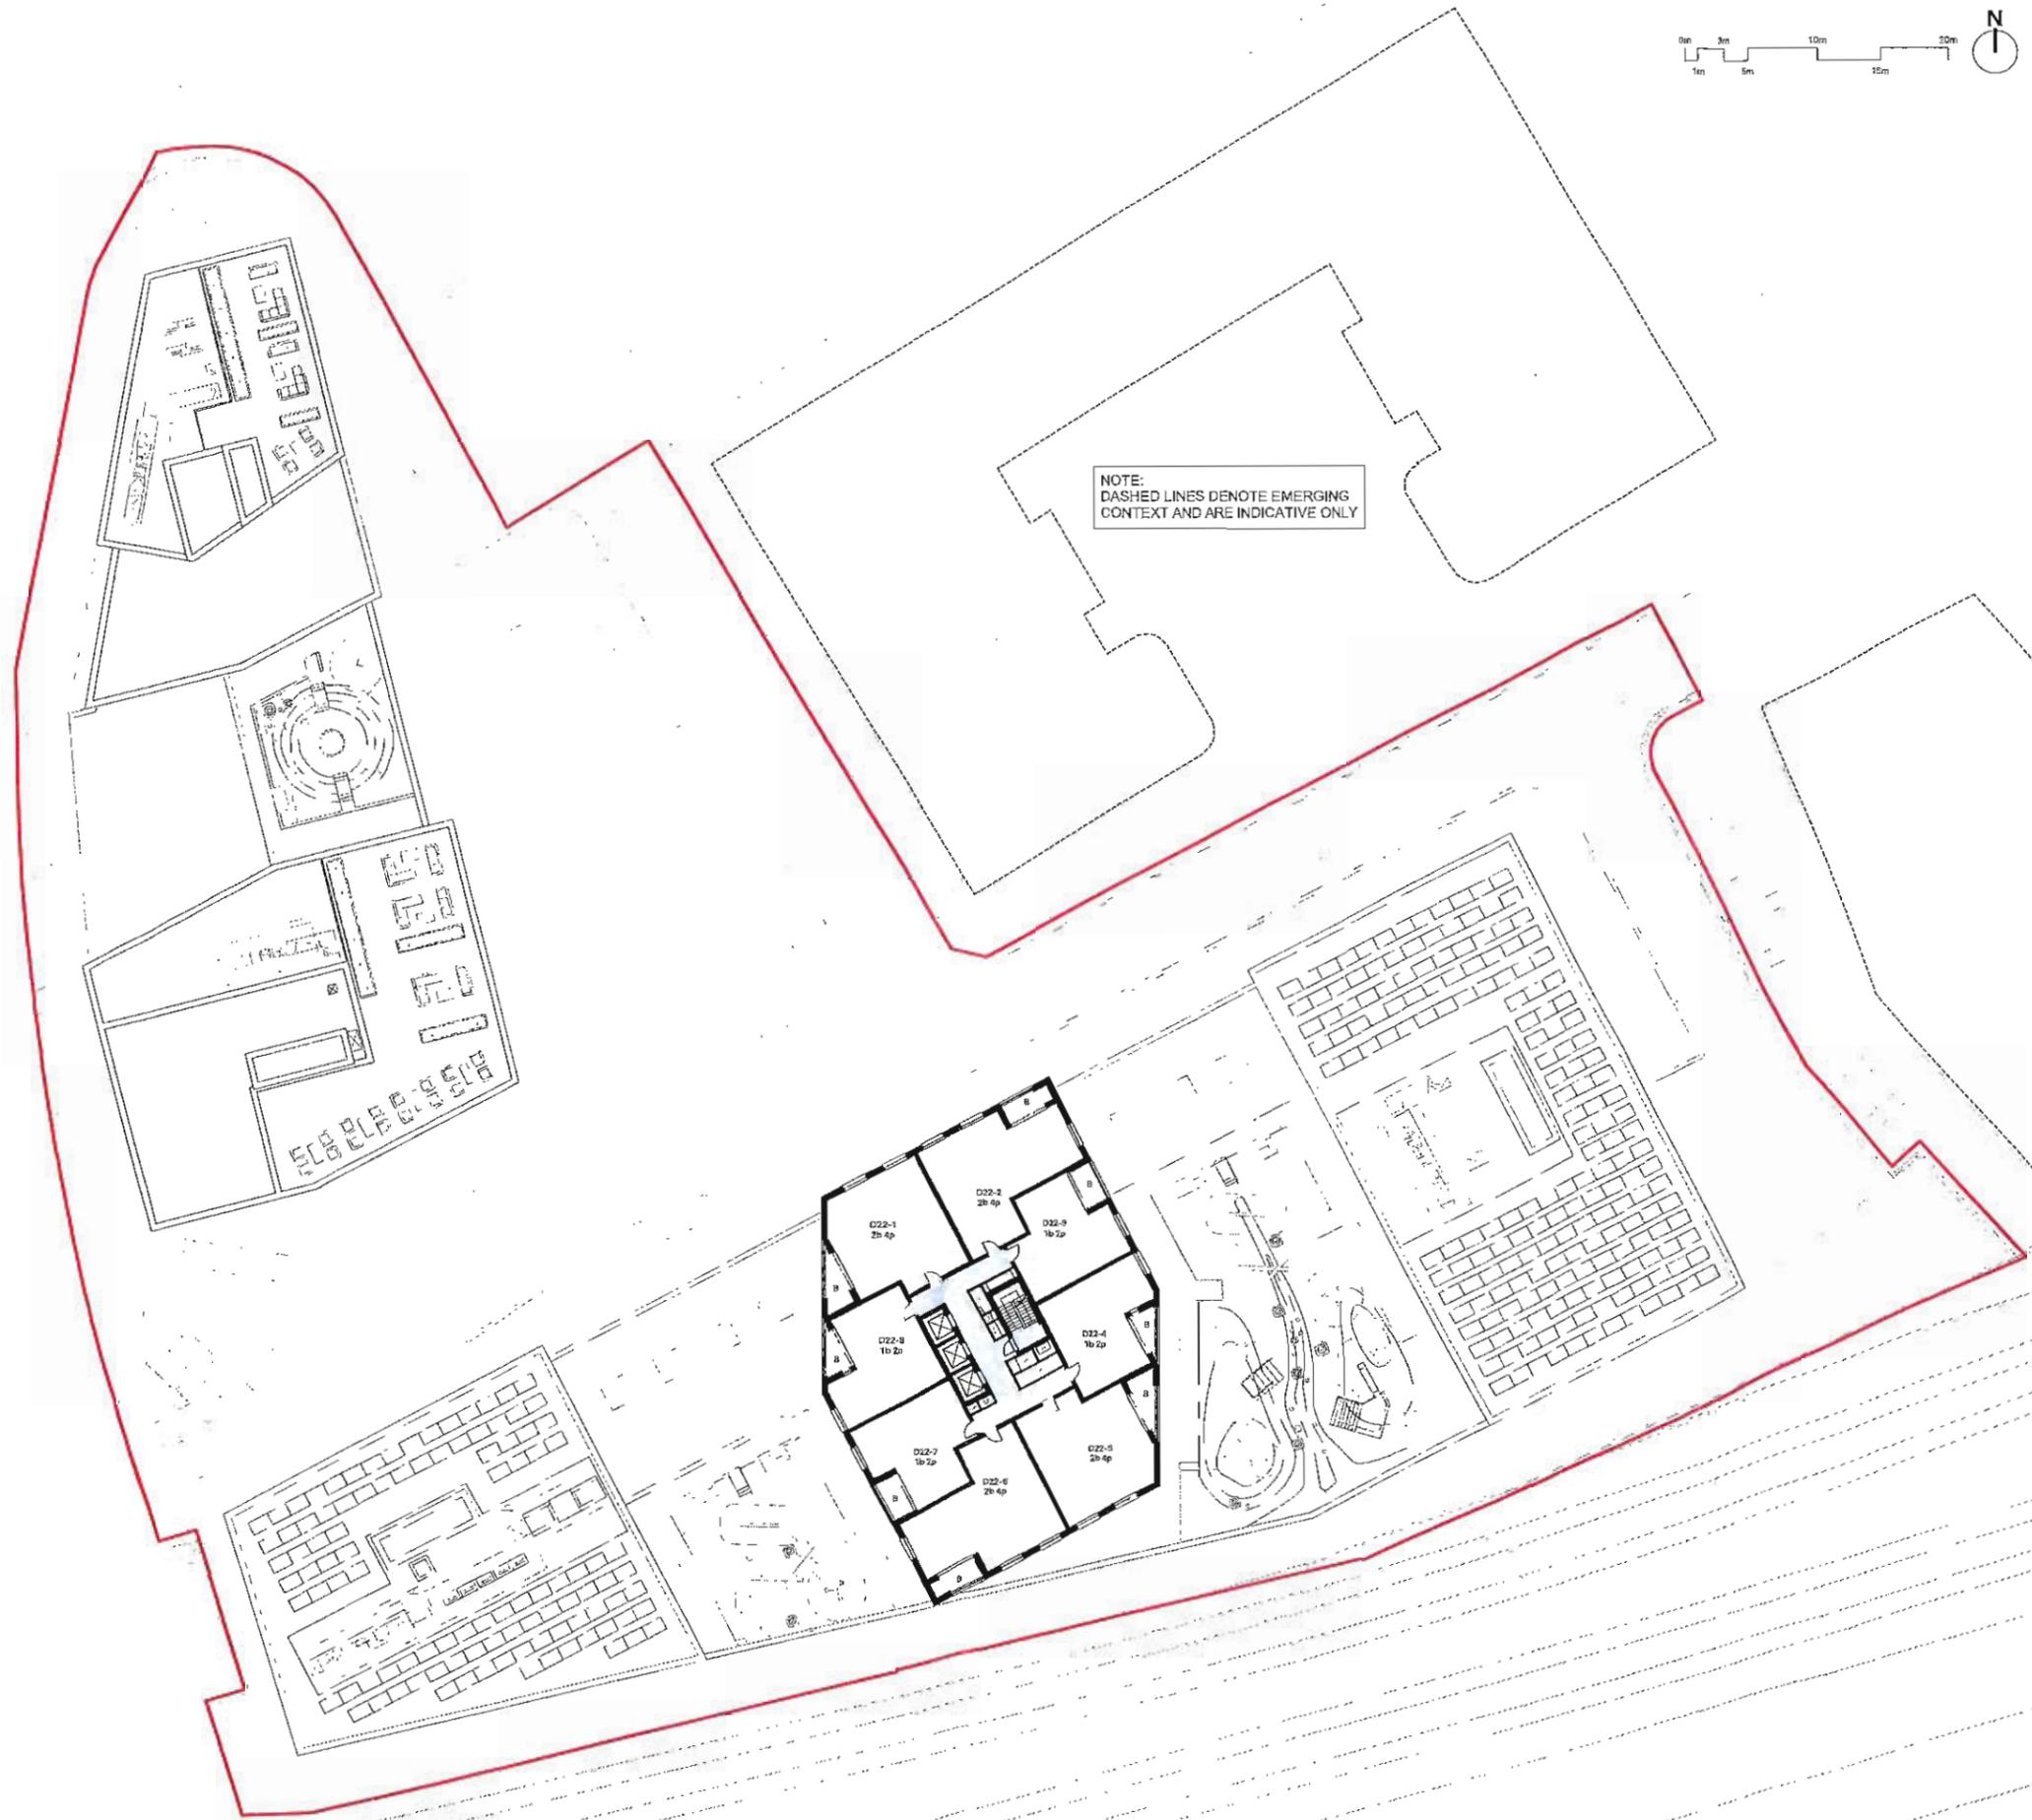 N
0m 3m 10m 20m
1m 5m 15m
NOTE:
DASHED LINES DENOTE EMERGING
CONTEXT AND ARE INDICATIVE ONLY
B
D22-2
2b 4p
B
D22-1
2b 4p
D22-3
1b 2p
B
D22-8
1b 2p
D22-4
1b 2p
B
B
B
D22-7
1b 2p
D22-5
2b 4p
D22-6
2b 4p
B
B